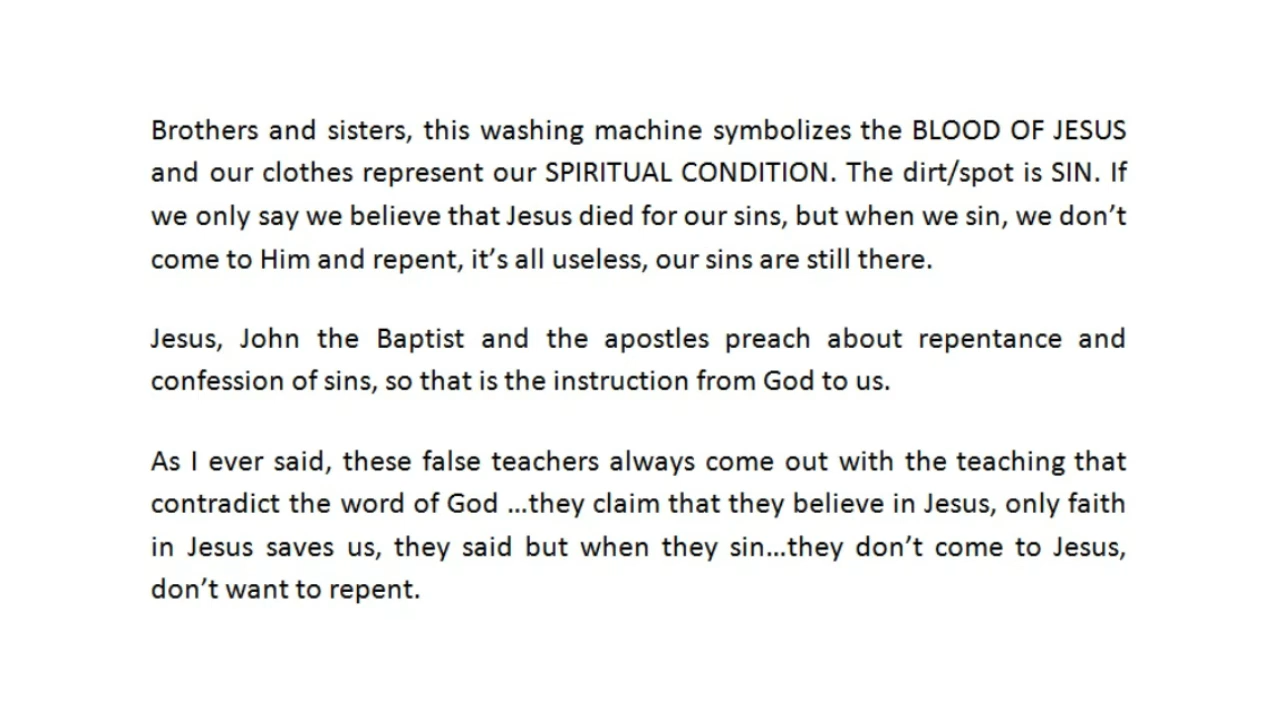 Brothers and sisters, this washing machine symbolizes the BLOOD OF JESUS
and our clothes represent our SPIRITUAL CONDITION. The dirt/spot is SIN. If
we only say we believe that Jesus died for our sins, but when we sin, we don’t
come to Him and repent, it’s all useless, our sins are still there.
Jesus, John the Baptist and the apostles preach about repentance and
confession of sins, so that is the instruction from God to us.
As I ever said, these false teachers always come out with the teaching that
contradict the word of God ...they claim that they believe in Jesus, only faith
in Jesus saves us, they said but when they sin...they don’t come to Jesus,
don’t want to repent.